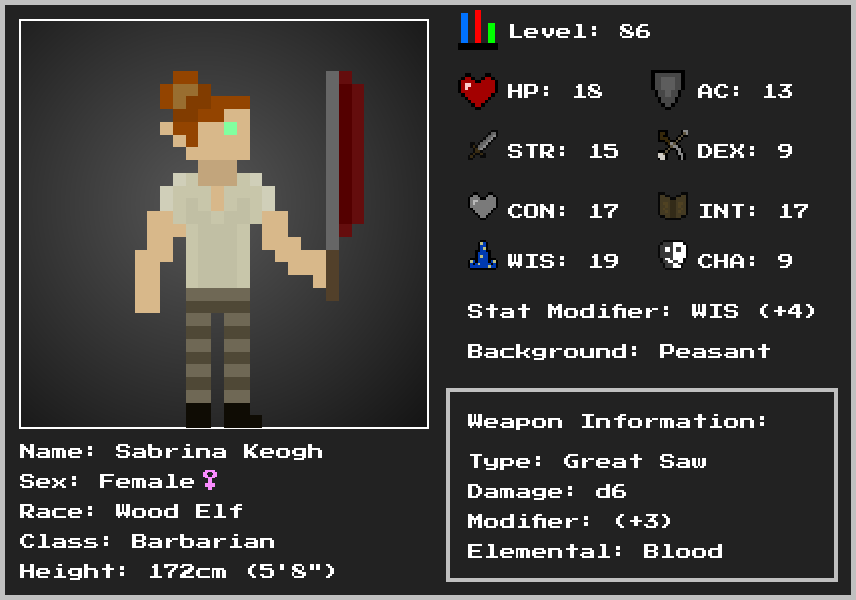 Level: 86
HP: 18 AC: 13
STR: 15 DEX: 9
CON: 17 INT: 17
WIS: 19 CHA: 9
Stat Modifier: WIS (+4)
Background: Peasant
Weapon Information:
Type: Great Saw
Damage: d6
Modifier: (+3)
Elemental: Blood
Name: Sabrina Keogh
Sex: Female♀
Race: Wood Elf
Class: Barbarian
Height: 172cm (5'8")